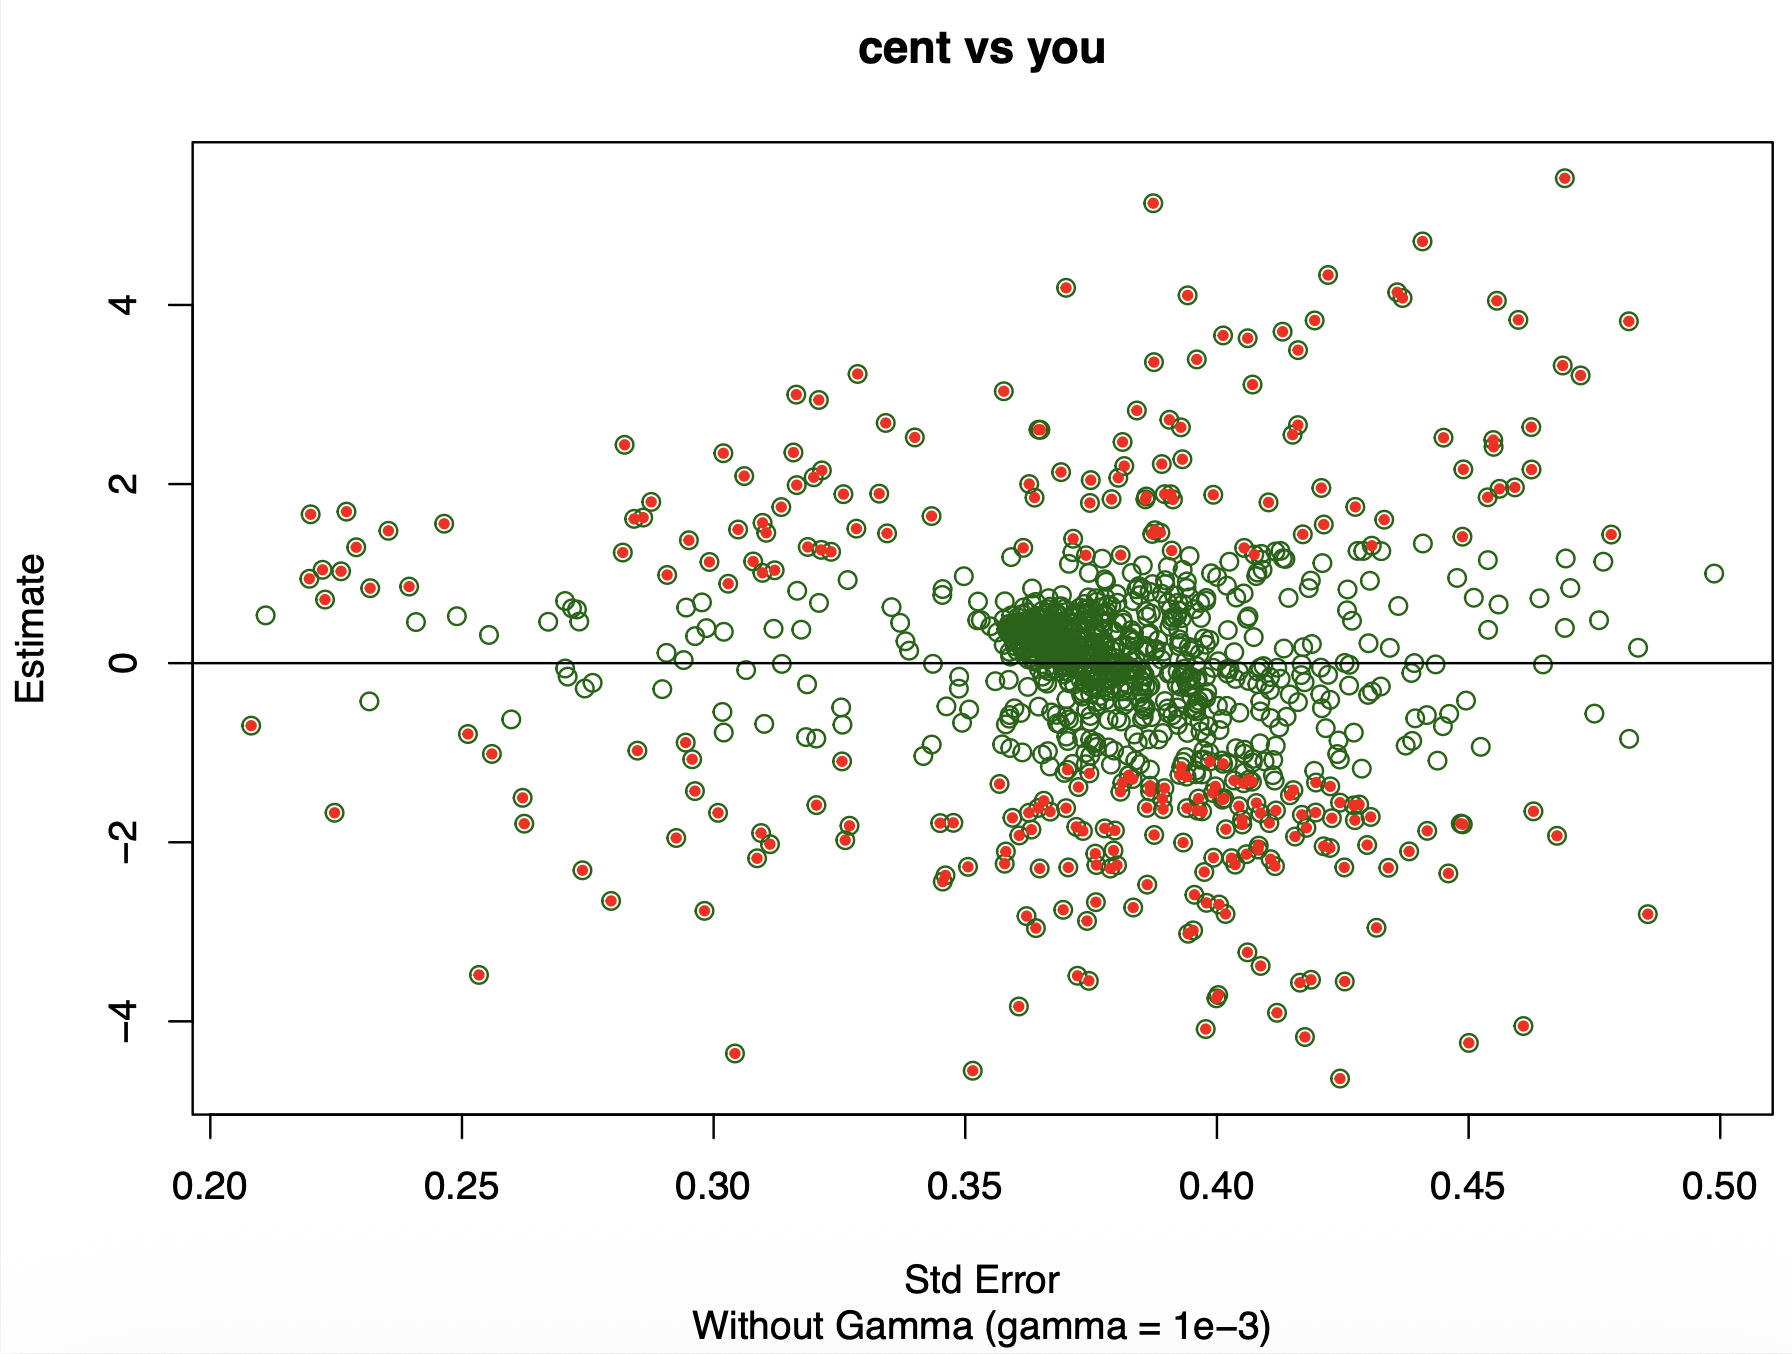 cent vs you
Estimate
4
2
0
−2
−4
0.20 0.25 0.30 0.35 0.40 0.45 0.50
Std Error
Without Gamma (gamma = 1e−3)